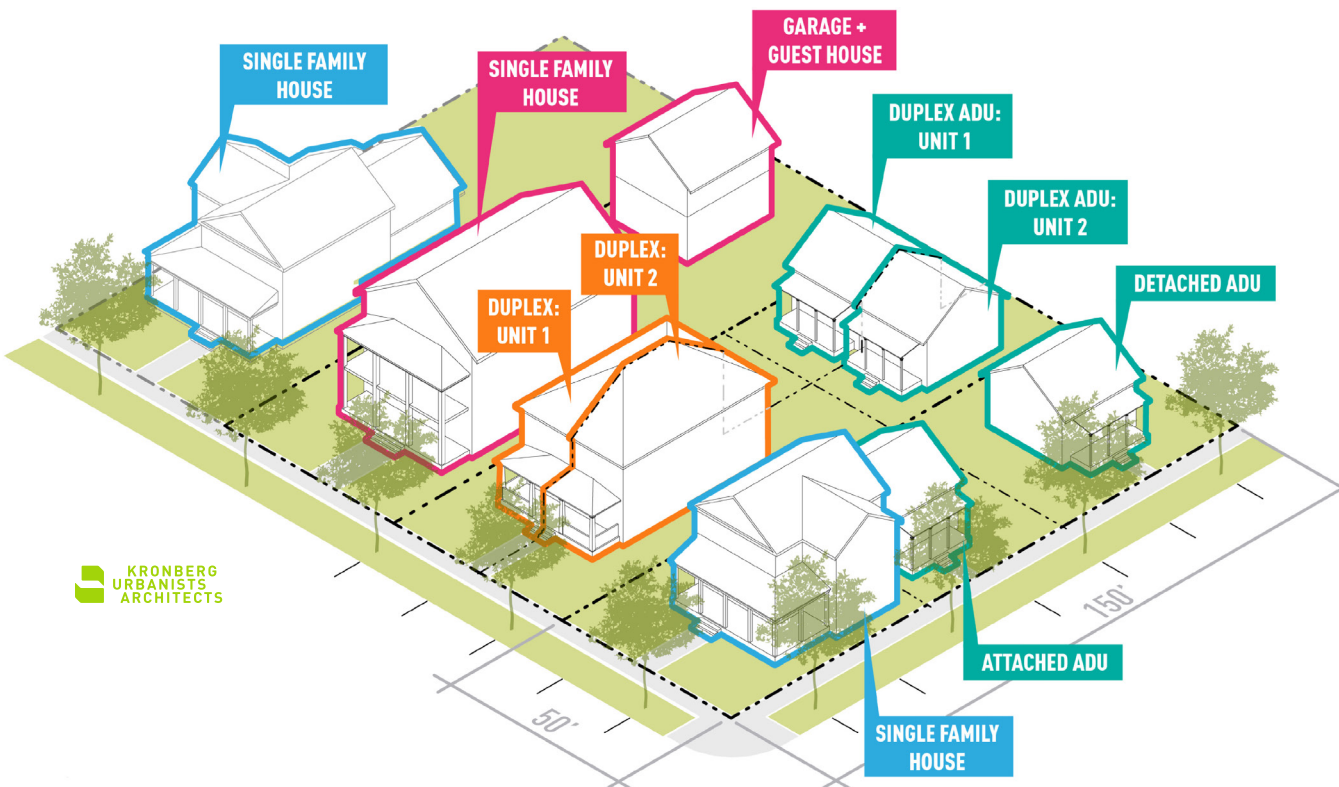 GARAGE +
GUEST HOUSE
SINGLE FAMILY
HOUSE
SINGLE FAMILY
HOUSE
DUPLEX ADU:
UNIT 1
DUPLEX ADU:
UNIT 2
DUPLEX:
UNIT 2
DETACHED ADU
DUPLEX:
UNIT 1
KRONBERG
URBANISTS
ARCHITECTS
150'
ATTACHED ADU
50'
SINGLE FAMILY
HOUSE